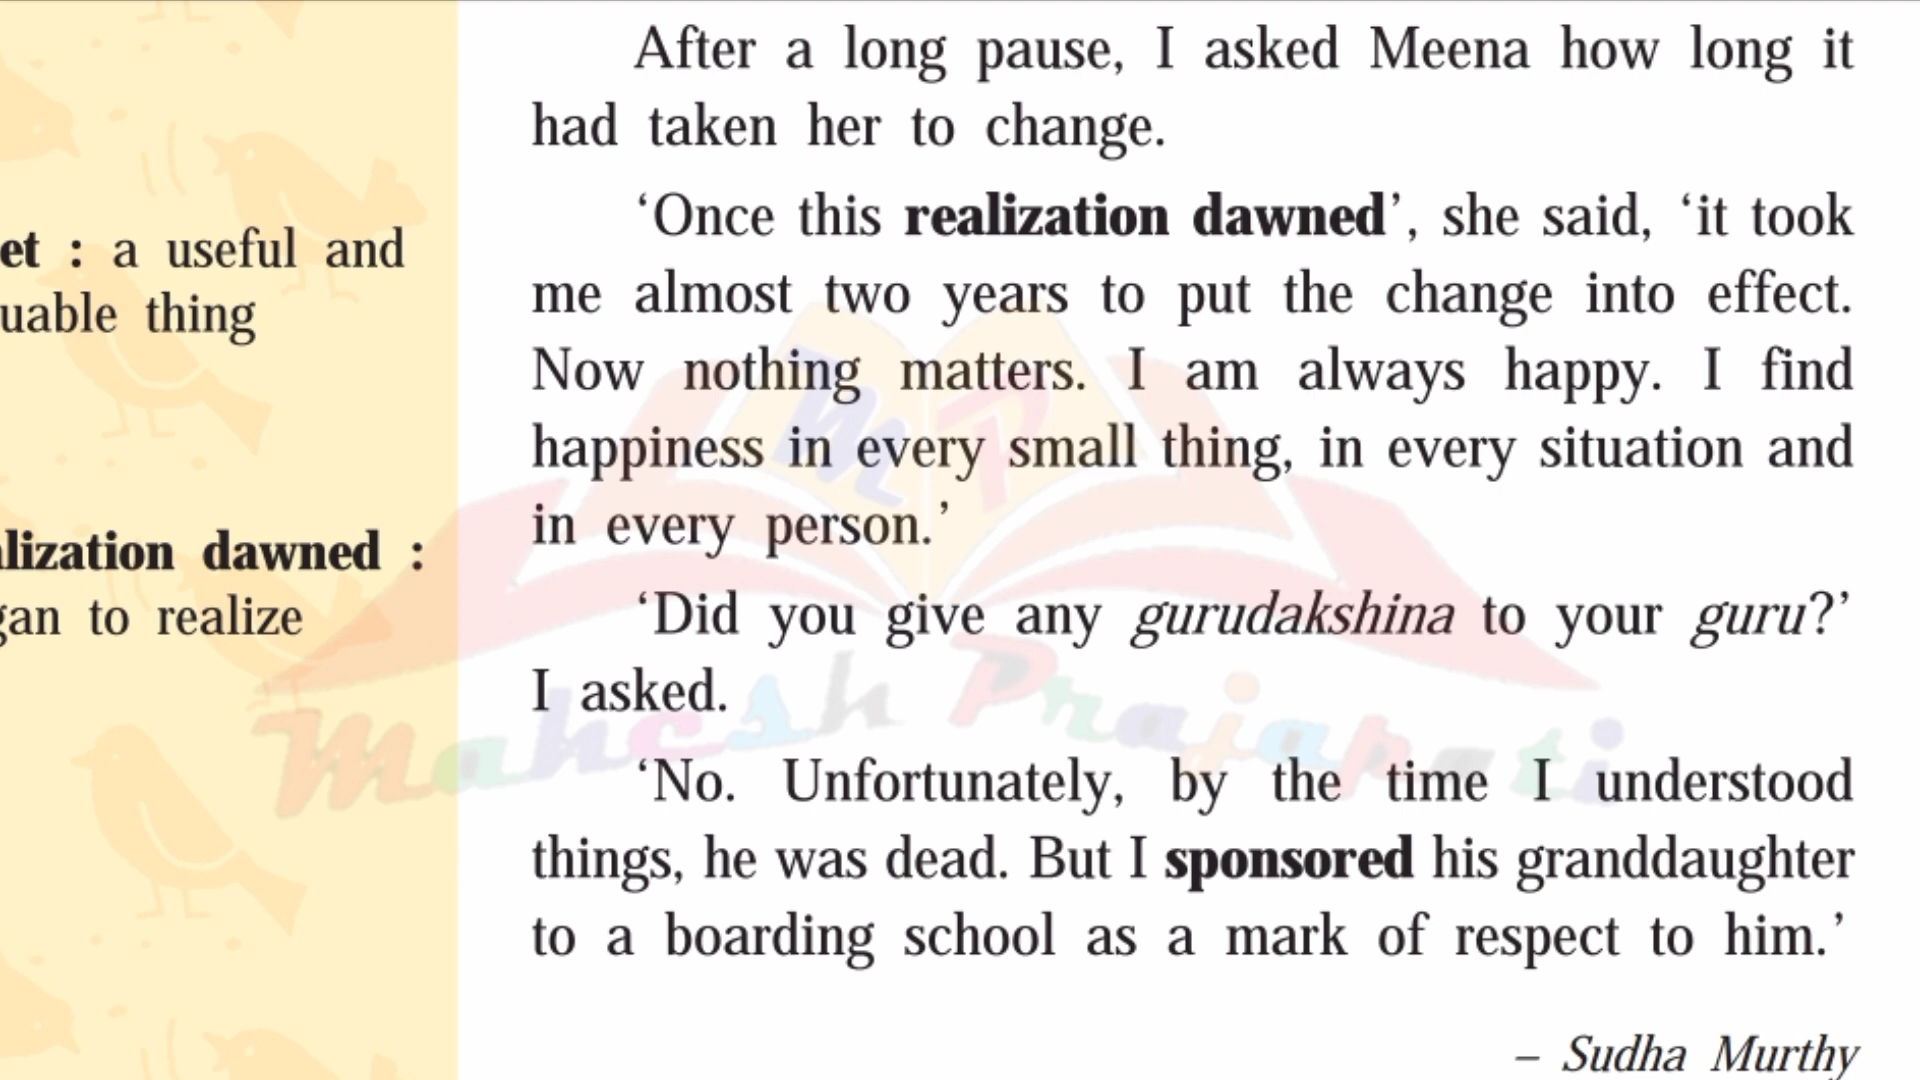 After a long pause, I asked Meena how long it
had taken her to change.
‘Once this realization dawned’, she said, ‘it took
me almost two years to put the change into effect.
Now nothing matters. I am always happy. I find
happiness in every small thing, in every situation and
in every person.’
‘Did you give any gurudakshina to your guru?’
I asked.
‘No. Unfortunately, by the time I understood
things, he was dead. But I sponsored his granddaughter
to a boarding school as a mark of respect to him.’
– Sudha Murthy
et : a useful and
uable thing
alization dawned :
gan to realize
MP
Mahesh Prajapati